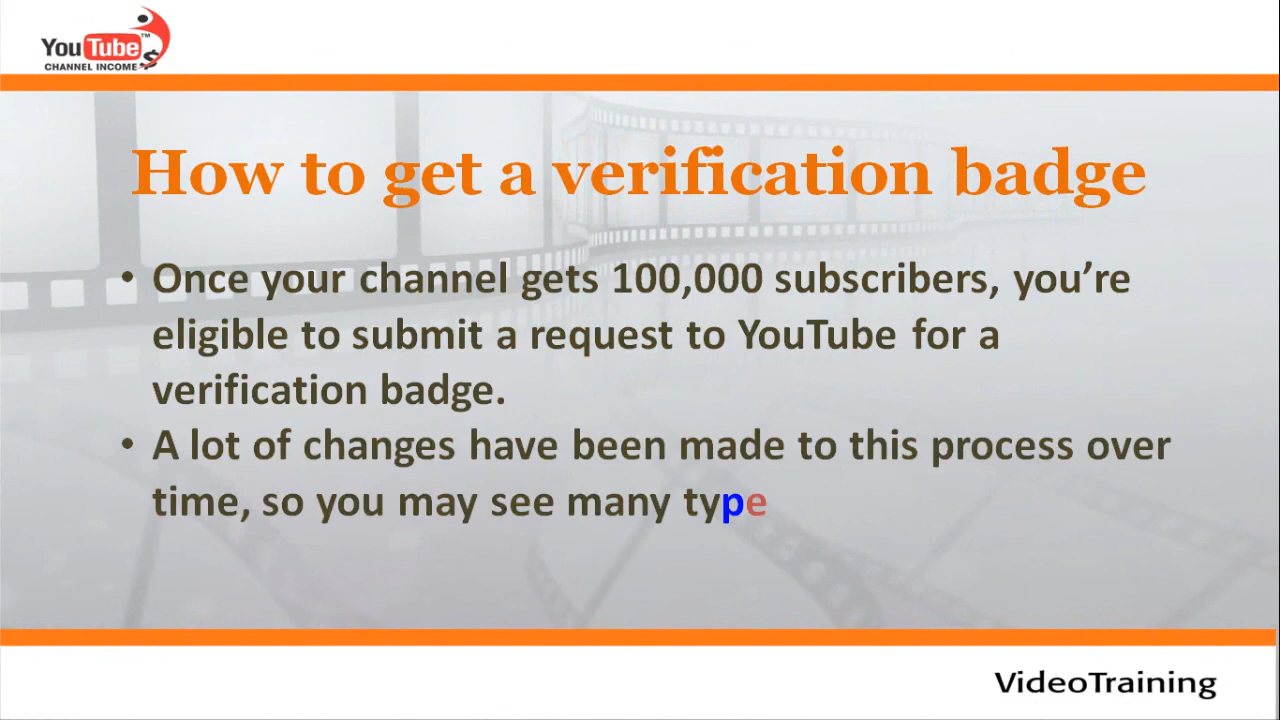 YouTube™
CHANNEL INCOME
How to get a verification badge
• Once your channel gets 100,000 subscribers, you’re
eligible to submit a request to YouTube for a
verification badge.
• A lot of changes have been made to this process over
time, so you may see many type
VideoTraining